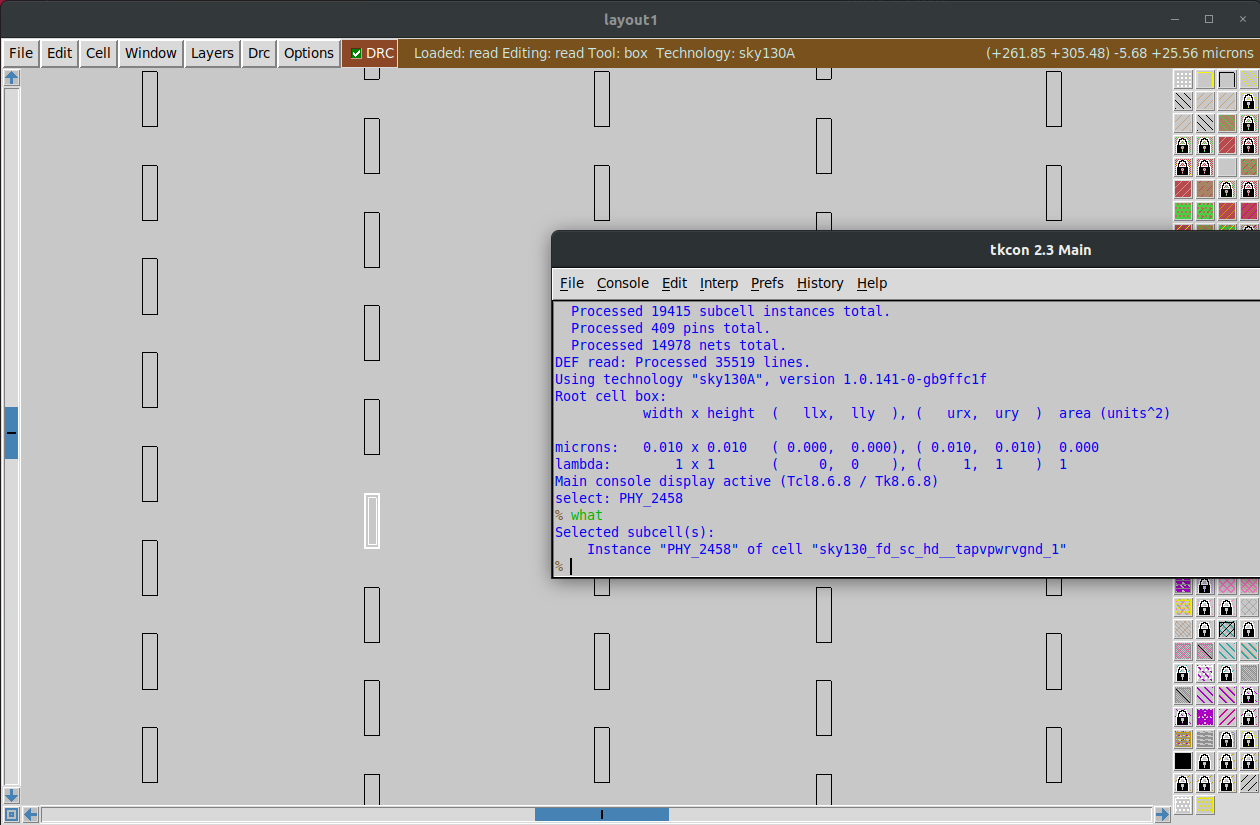 layout1
File Edit Cell Window Layers Drc Options DRC Loaded: read Editing: read Tool: box Technology: sky130A (+261.85 +305.48) -5.68 +25.56 microns
tkcon 2.3 Main
File Console Edit Interp Prefs History Help
Processed 19415 subcell instances total.
Processed 409 pins total.
Processed 14978 nets total.
DEF read: Processed 35519 lines.
Using technology "sky130A", version 1.0.141-0-gb9ffc1f
Root cell box:
width x height ( llx, lly ), ( urx, ury ) area (units^2)
microns: 0.010 x 0.010 ( 0.000, 0.000), ( 0.010, 0.010) 0.000
lambda: 1 x 1 ( 0, 0 ), ( 1, 1 ) 1
Main console display active (Tcl8.6.8 / Tk8.6.8)
select: PHY_2458
% what
Selected subcell(s):
Instance "PHY_2458" of cell "sky130_fd_sc_hd__tapvpwrvgnd_1"
%